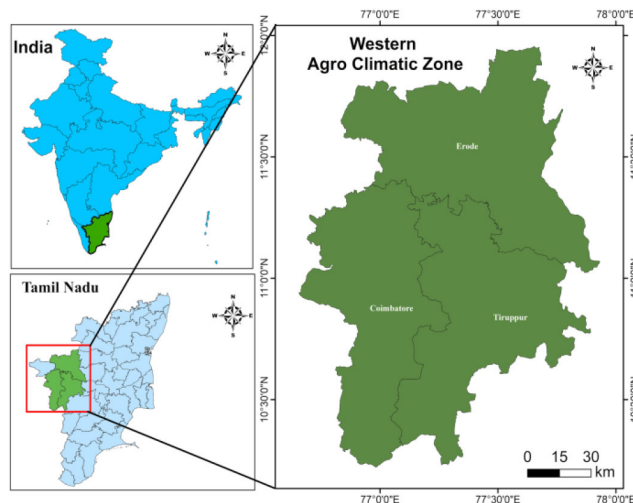 India
N
W E
S
Tamil Nadu
N
W E
S
77°0'0"E 77°30'0"E 78°0'0"E
Western
Agro Climatic Zone
N
W E
S
Erode
Coimbatore
Tiruppur
0 15 30
km
11°30'0"N
11°0'0"N
10°30'0"N
11°0'0"N
77°0'0"E 77°30'0"E 78°0'0"E